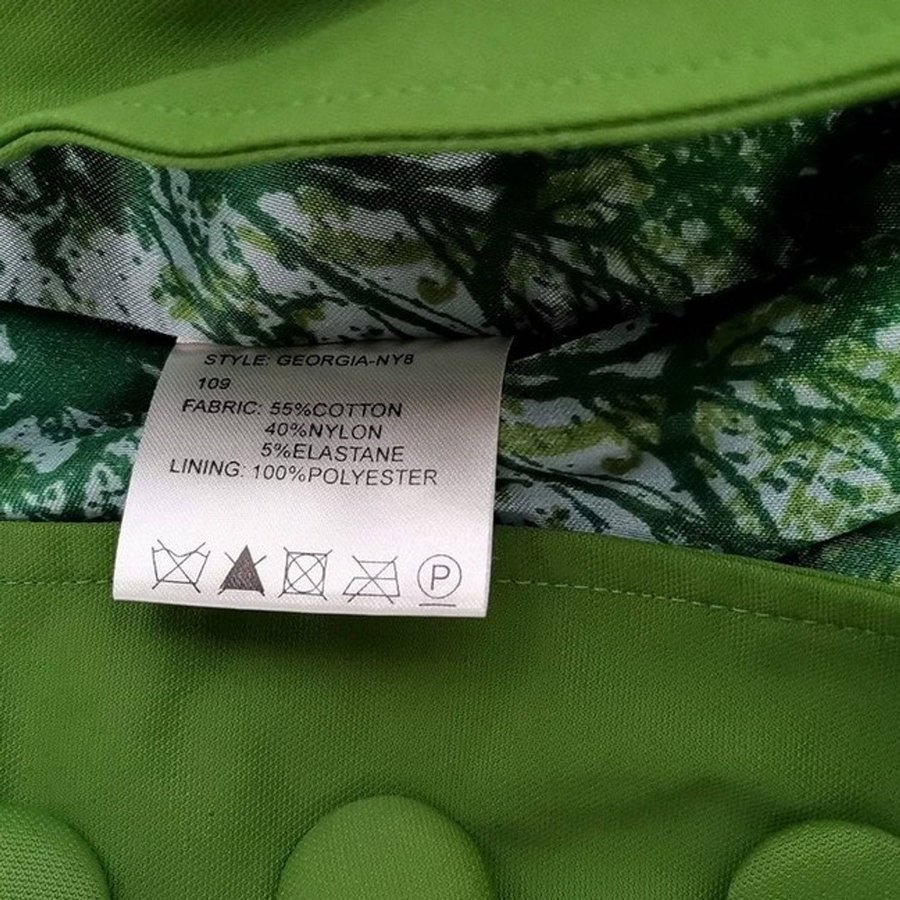 STYLE: GEORGIA-NY8
109
FABRIC: 55%COTTON
40%NYLON
5%ELASTANE
LINING: 100%POLYESTER
P